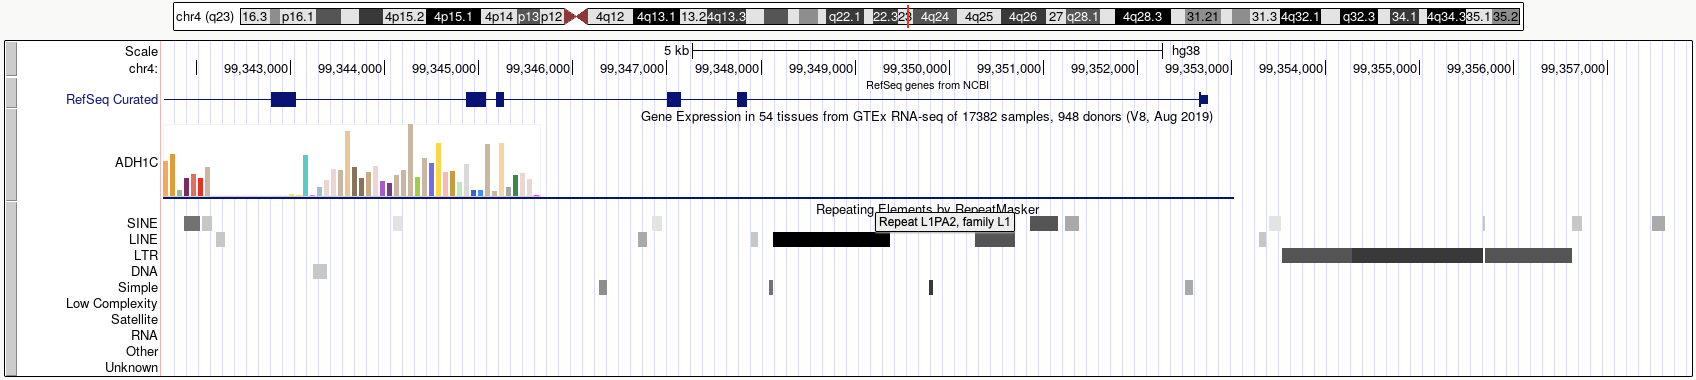 chr4 (q23) 16.3 p16.1 4p15.2 4p15.1 4p14 p13 p12 4q12 4q13.1 13.2 4q13.3 q22.1 22.3 23 4q24 4q25 4q26 27 q28.1 4q28.3 31.21 31.3 4q32.1 q32.3 34.1 4q34.3 35.1 35.2
Scale 5 kb hg38
chr4: 99,343,000 99,344,000 99,345,000 99,346,000 99,347,000 99,348,000 99,349,000 99,350,000 99,351,000 99,352,000 99,353,000 99,354,000 99,355,000 99,356,000 99,357,000
RefSeq genes from NCBI
RefSeq Curated
Gene Expression in 54 tissues from GTEx RNA-seq of 17382 samples, 948 donors (V8, Aug 2019)
ADH1C
Repeating Elements by RepeatMasker
SINE
Repeat L1PA2, family L1
LINE
LTR
DNA
Simple
Low Complexity
Satellite
RNA
Other
Unknown